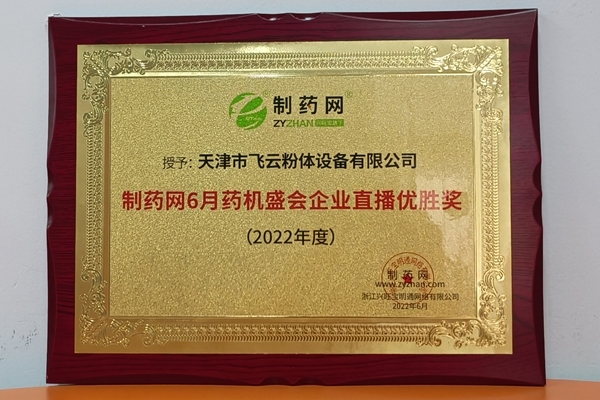 制药网
ZYZHAN
授予：天津市飞云粉体设备有限公司
制药网6月药机盛会企业直播优胜奖
（2022年度）
制药网
www.zyzhan.com
浙江兴旺宝明通网络有限公司
2022年6月